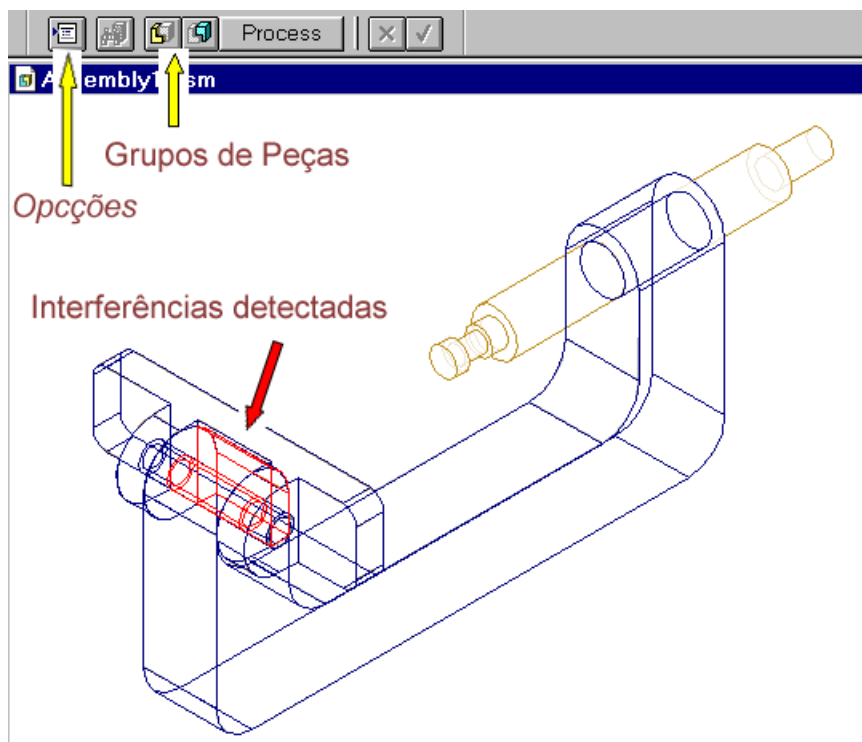 Process
Grupos de Peças
Opcções
Interferências detectadas